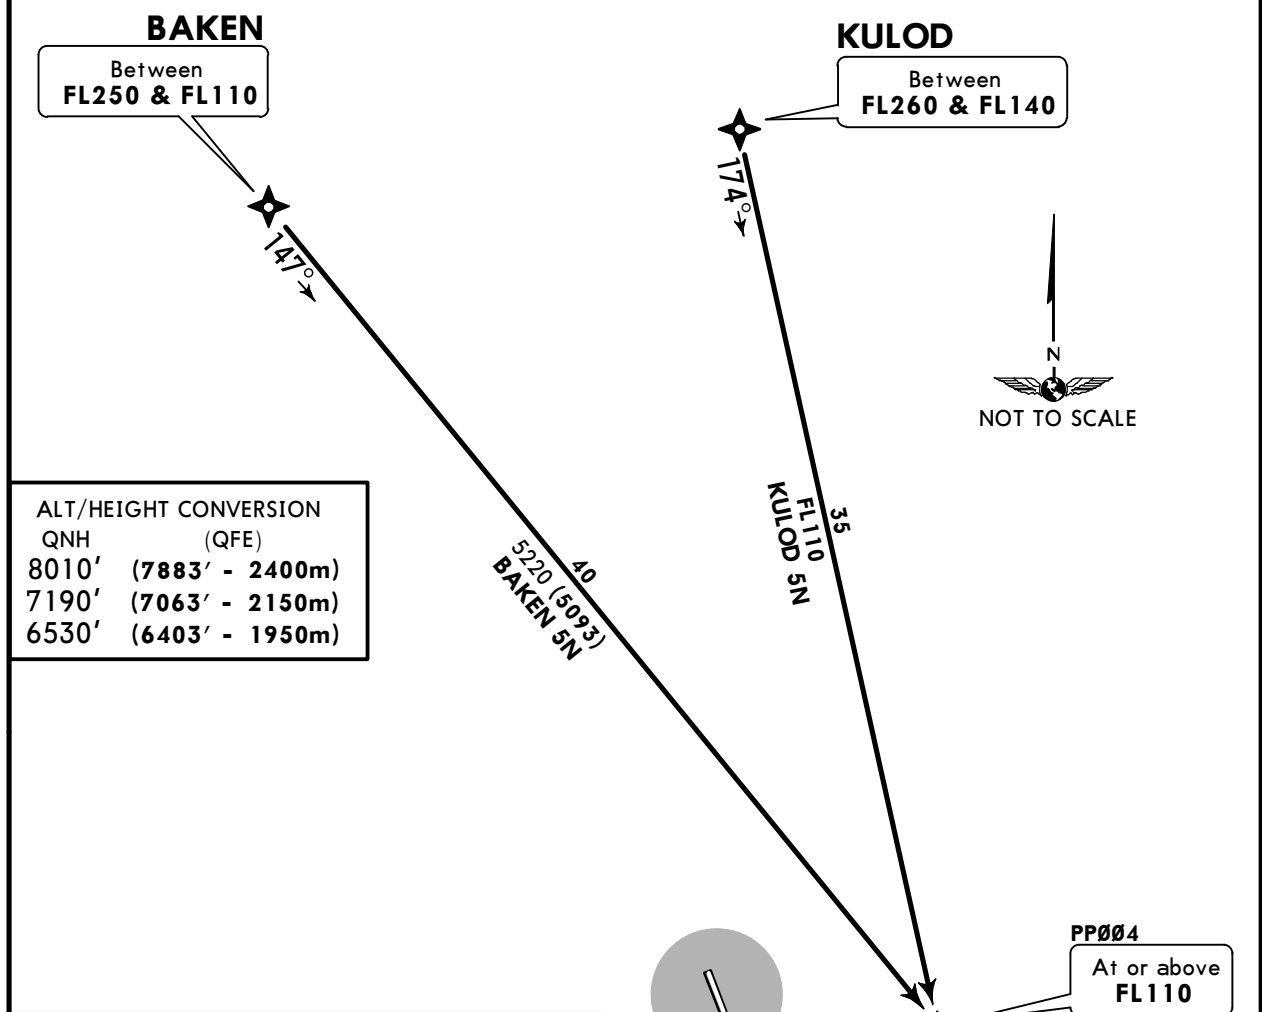 BAKEN
Between
FL250 & FL110
KULOD
Between
FL260 & FL140
147°
174°
N
NOT TO SCALE
ALT/HEIGHT CONVERSION
QNH (QFE)
8010' (7883' - 2400m)
7190' (7063' - 2150m)
6530' (6403' - 1950m)
40
5220 (5093)
BAKEN 5N
35
FL110
KULOD 5N
PPØØ4
At or above
FL110